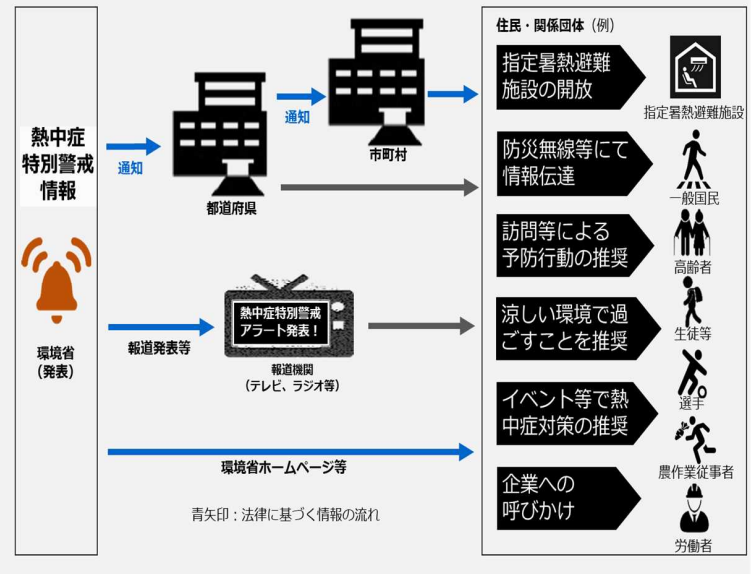 熱中症
特別警戒
情報
環境省
(発表)
通知
都道府県
通知
市町村
報道発表等
熱中症特別警戒
アラート発表！
報道機関
(テレビ、ラジオ等)
環境省ホームページ等
青矢印：法律に基づく情報の流れ
住民・関係団体（例）
指定暑熱避難
施設の開放
指定暑熱避難施設
防災無線等にて
情報伝達
一般国民
訪問等による
予防行動の推奨
高齢者
涼しい環境で過
ごすことを推奨
生徒等
イベント等で熱
中症対策の推奨
選手
農作業従事者
企業への
呼びかけ
労働者